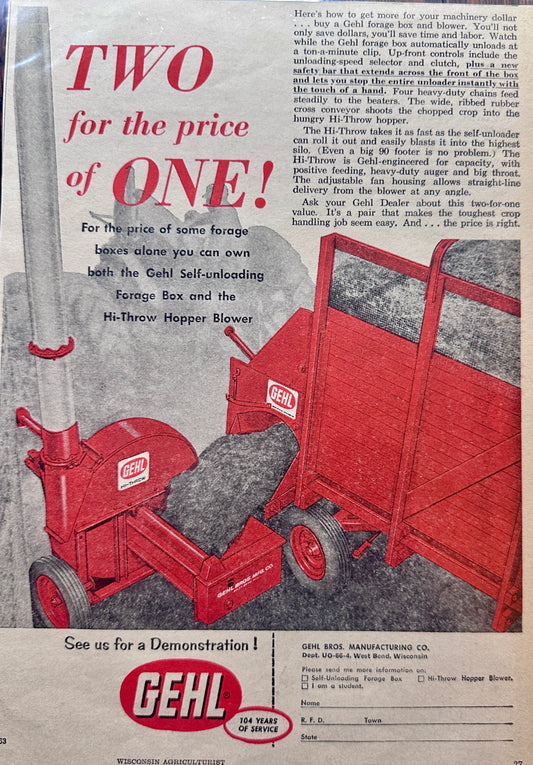 TWO
for the price
of ONE!
For the price of some forage
boxes alone you can own
both the Gehl Self-unloading
Forage Box and the
Hi-Throw Hopper Blower
Here's how to get more for your machinery dollar
. . . buy a Gehl forage box and blower. You'll not
only save dollars, you'll save time and labor. Watch
while the Gehl forage box automatically unloads at
a ton-a-minute clip. Up-front controls include the
unloading-speed selector and clutch, plus a new
safety bar that extends across the front of the box
and lets you stop the entire unloader instantly with
the touch of a hand. Four heavy-duty chains feed
steadily to the beaters. The wide, ribbed rubber
cross conveyor shoots the chopped crop into the
hungry Hi-Throw hopper.
The Hi-Throw takes it as fast as the self-unloader
can roll it out and easily blasts it into the highest
silo. (Even a big 90 footer is no problem.) The
Hi-Throw is Gehl-engineered for capacity, with
positive feeding, heavy-duty auger and big throat.
The adjustable fan housing allows straight-line
delivery from the blower at any angle.
Ask your Gehl Dealer about this two-for-one
value. It's a pair that makes the toughest crop
handling job seem easy. And . . . the price is right.
GEHL
GEHL
HI-THROW
GEHL BROS. MFG. CO.
See us for a Demonstration!
GEHL®
104 YEARS
OF SERVICE
GEHL BROS. MANUFACTURING CO.
Dept. UO-66-4, West Bend, Wisconsin
Please send me more information on:
☐ Self-Unloading Forage Box ☐ Hi-Throw Hopper Blower.
☐ I am a student.
Name
R. F. D. Town
State
53
WISCONSIN AGRICULTURIST
27